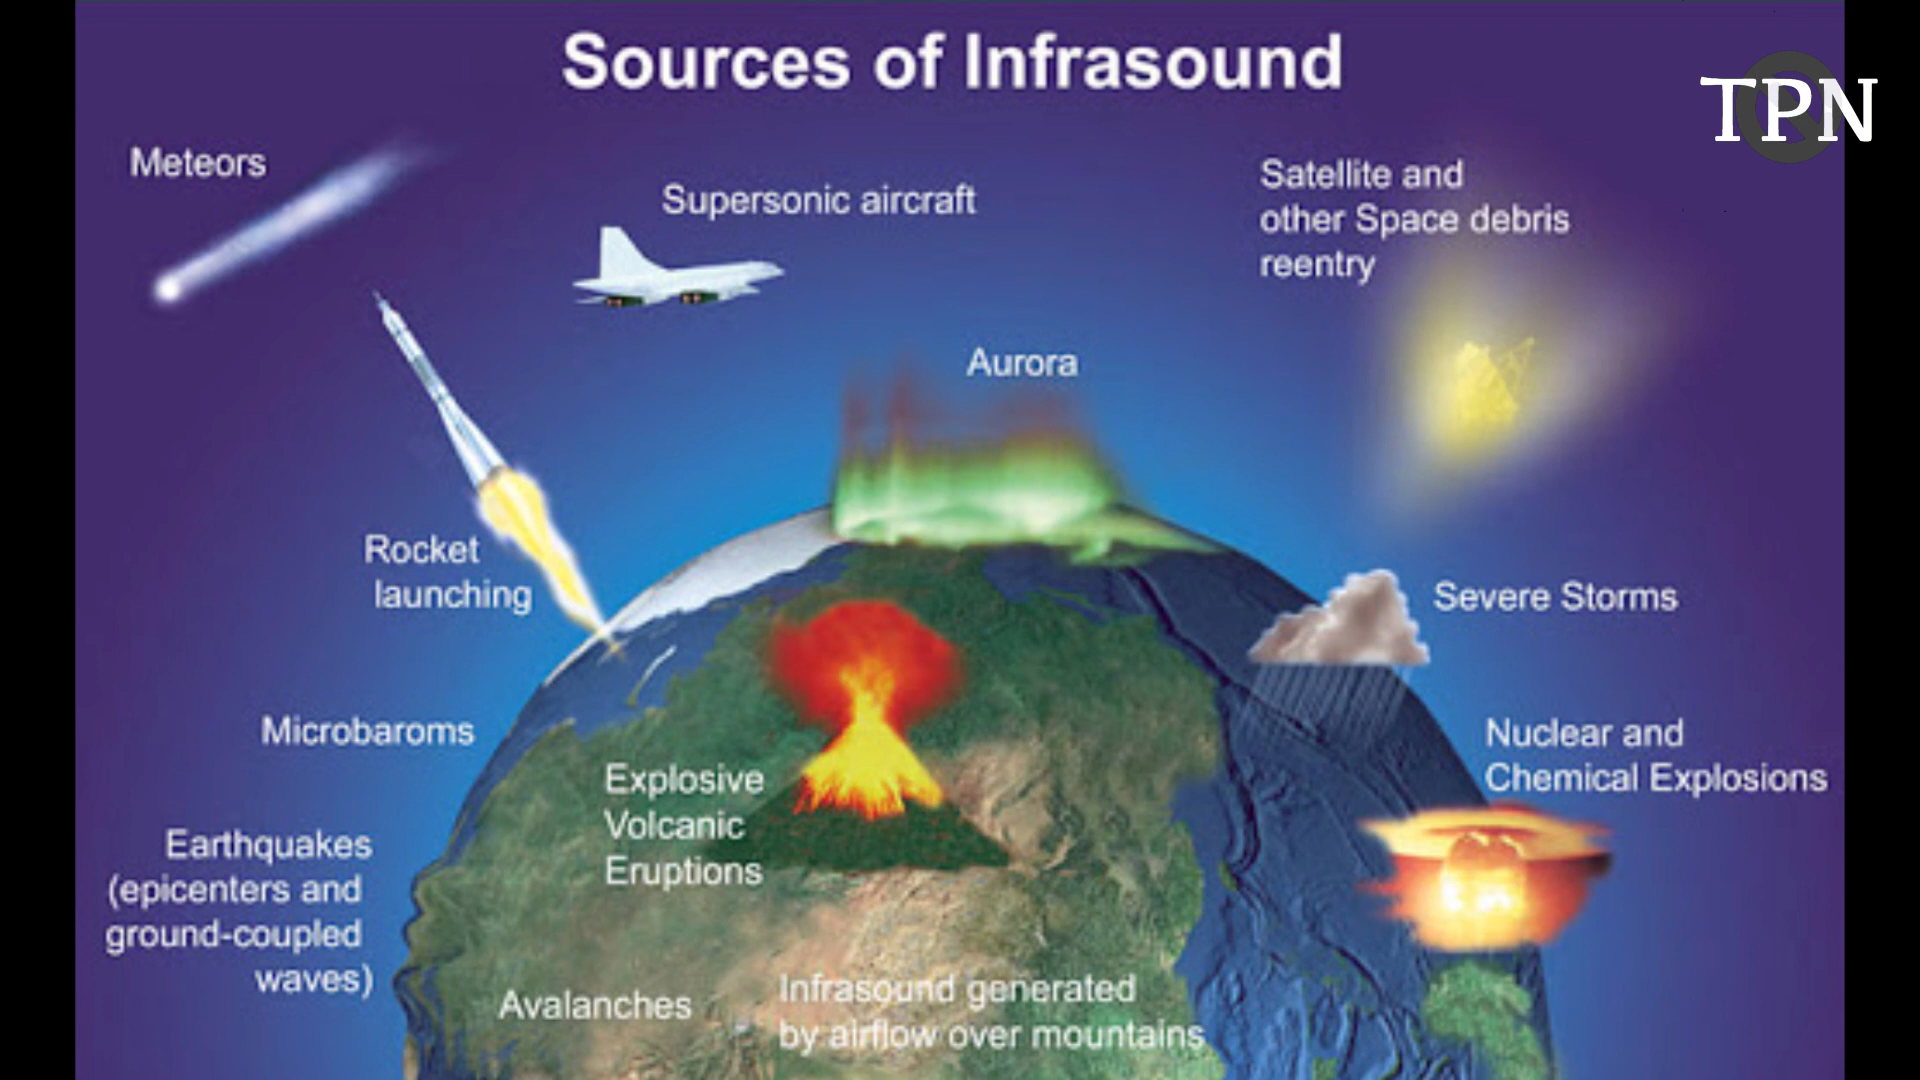 Sources of Infrasound
TPN
Meteors
Supersonic aircraft
Satellite and
other Space debris
reentry
Aurora
Rocket
launching
Severe Storms
Microbaroms
Nuclear and
Chemical Explosions
Explosive
Volcanic
Eruptions
Earthquakes
(epicenters and
ground-coupled
waves)
Avalanches
Infrasound generated
by airflow over mountains